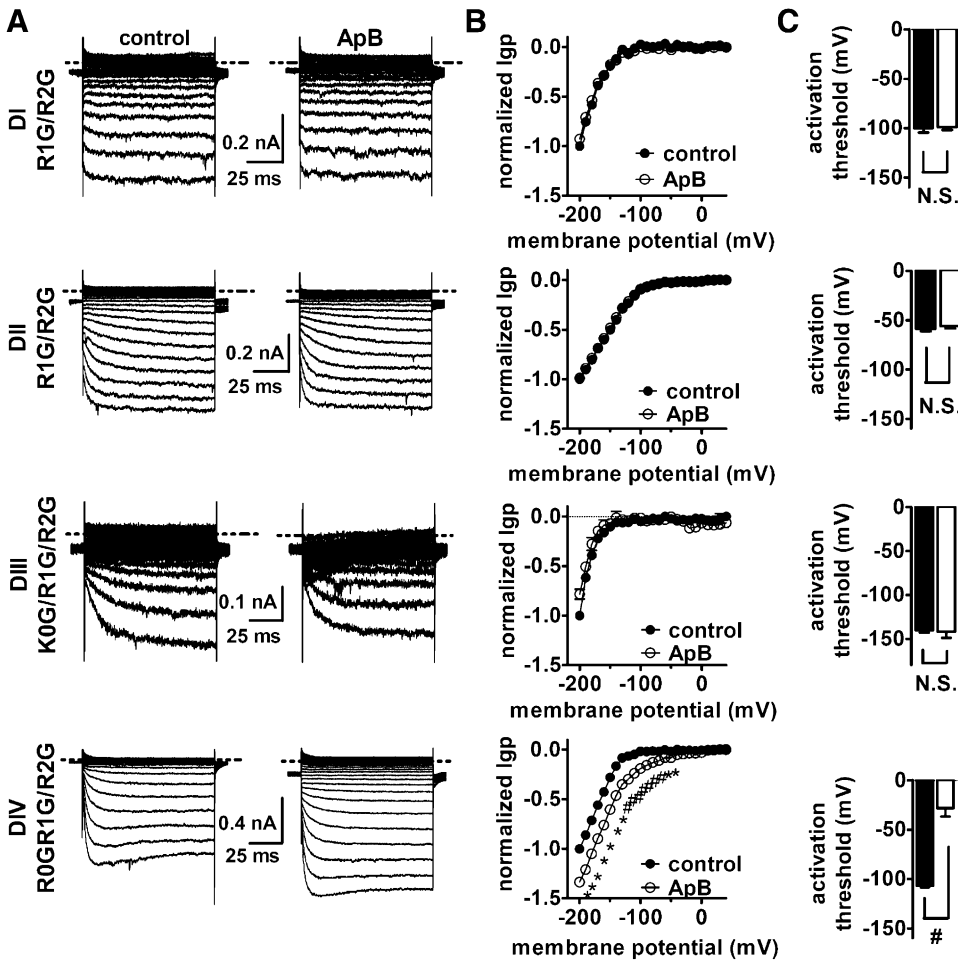 A
B
C
control
ApB
DI
R1G/R2G
0.2 nA
25 ms
normalized Igp
0.0
-0.5
-1.0
-1.5
control
ApB
-200
-100
0
membrane potential (mV)
activation
threshold (mV)
0
-50
-100
-150
N.S.
DII
R1G/R2G
0.2 nA
25 ms
normalized Igp
0.0
-0.5
-1.0
-1.5
control
ApB
-200
-100
0
membrane potential (mV)
activation
threshold (mV)
0
-50
-100
-150
N.S.
DIII
K0G/R1G/R2G
0.1 nA
25 ms
normalized Igp
0.0
-0.5
-1.0
-1.5
control
ApB
-200
-100
0
membrane potential (mV)
activation
threshold (mV)
0
-50
-100
-150
N.S.
DIV
R0GR1G/R2G
0.4 nA
25 ms
normalized Igp
0.0
-0.5
-1.0
-1.5
control
ApB
-200
-100
0
membrane potential (mV)
activation
threshold (mV)
0
-50
-100
-150
#